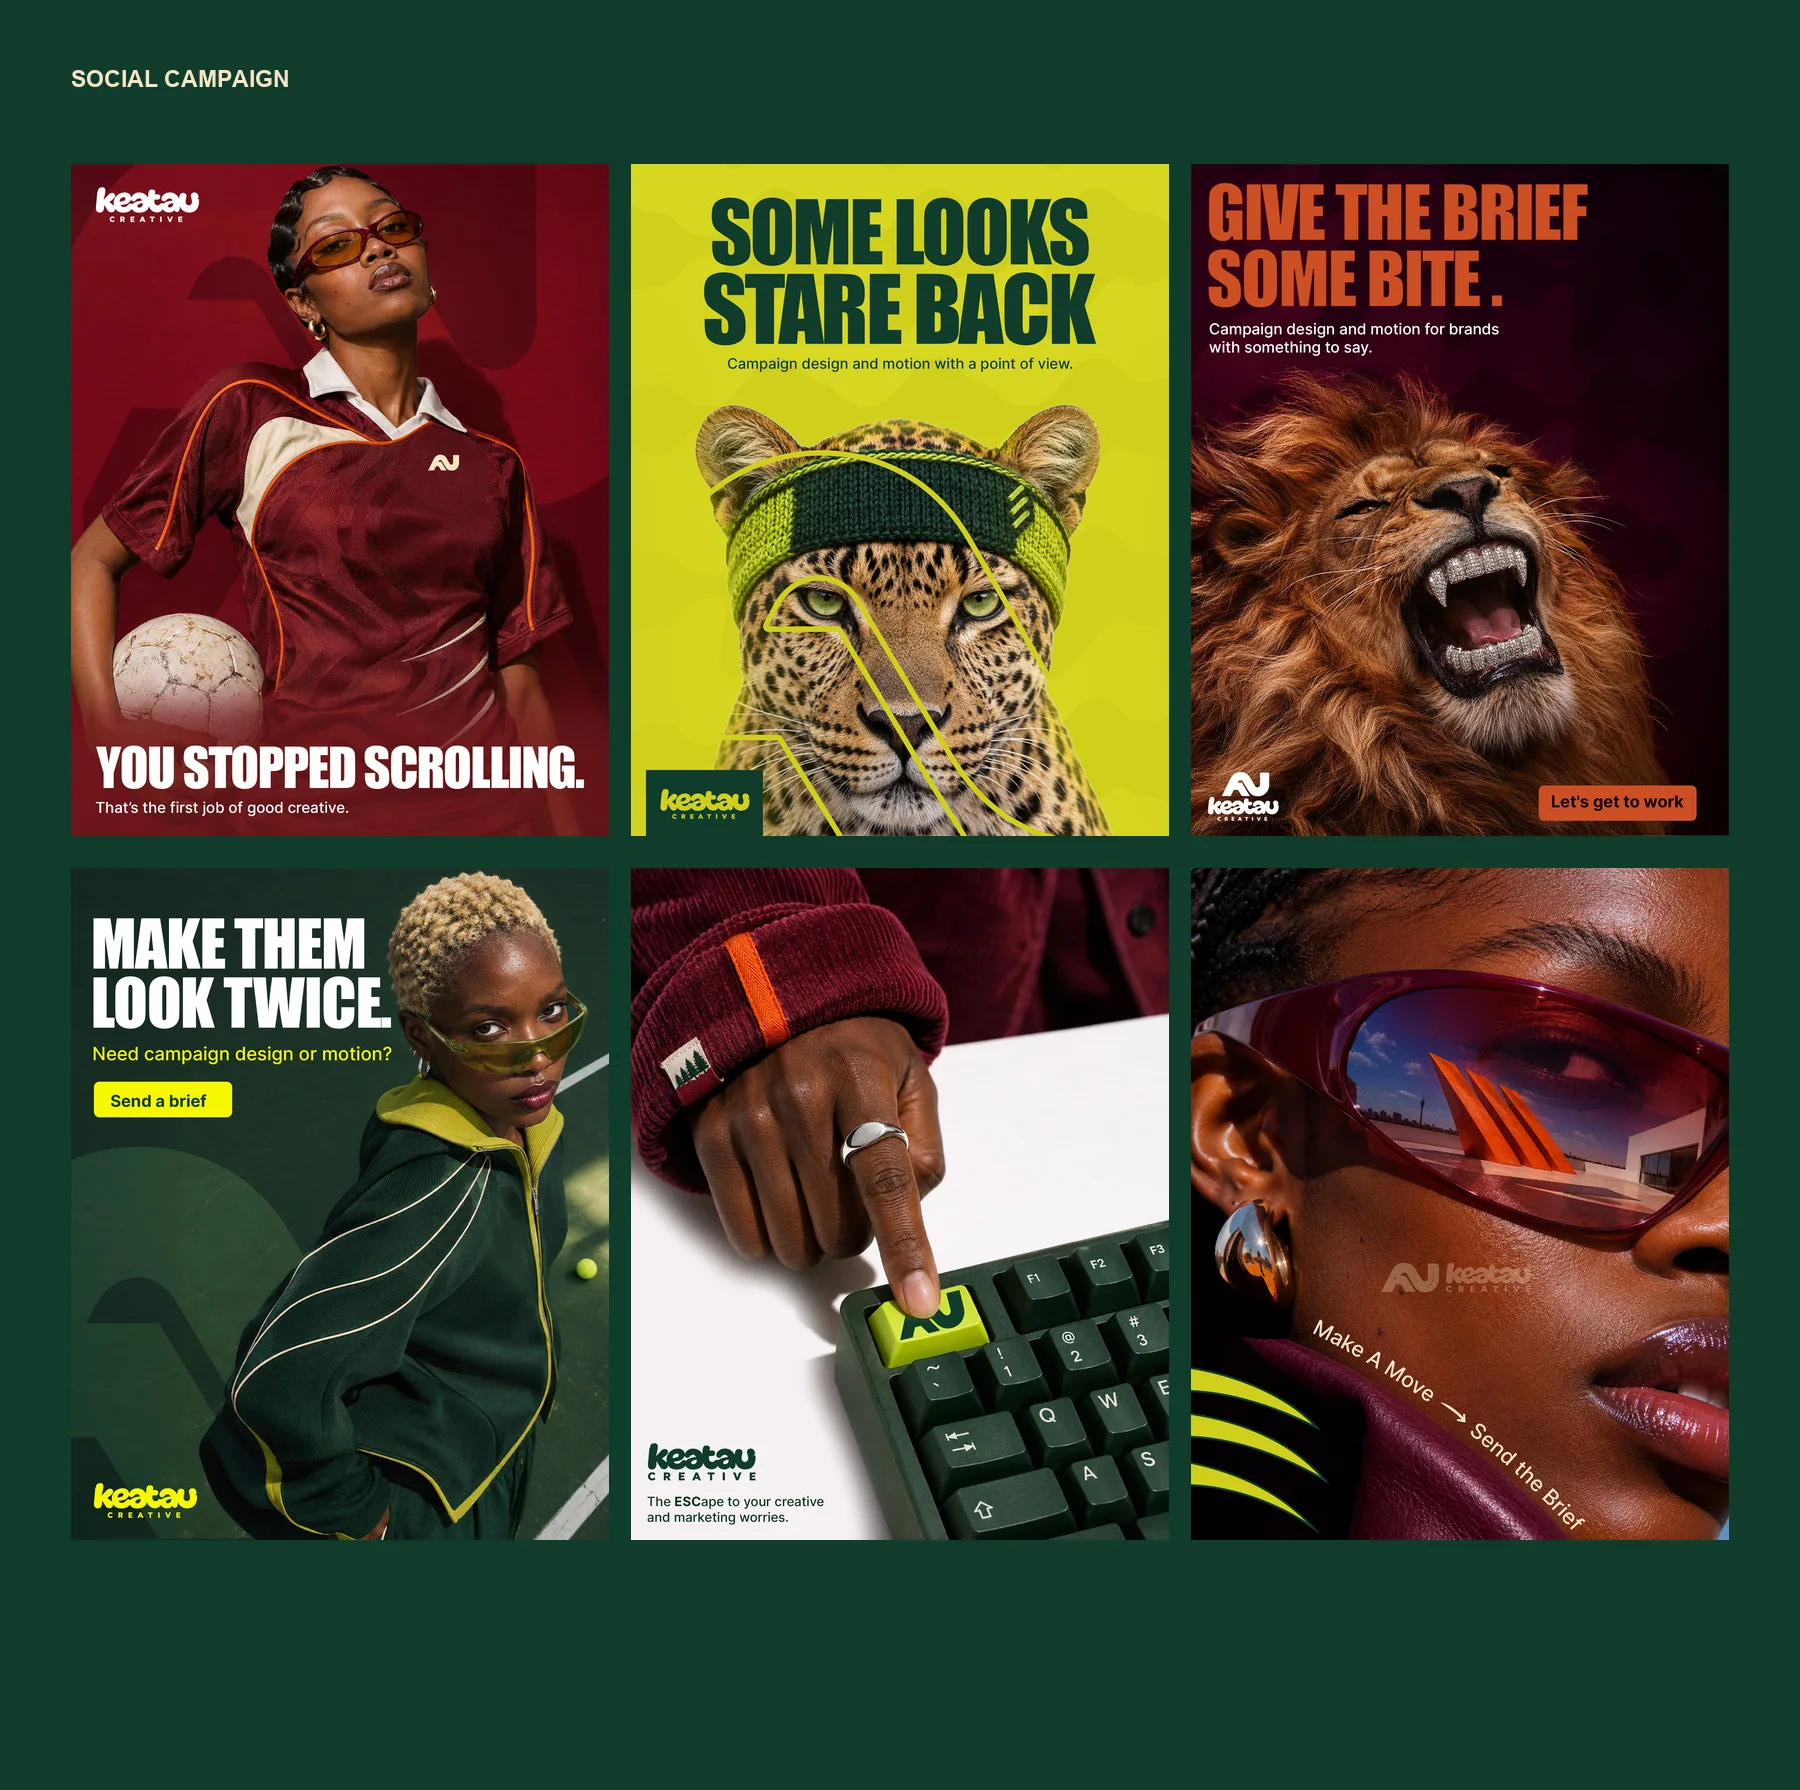 SOCIAL CAMPAIGN
keatau
CREATIVE
AU
YOU STOPPED SCROLLING.
That's the first job of good creative.
SOME LOOKS
STARE BACK
Campaign design and motion with a point of view.
keatau
CREATIVE
GIVE THE BRIEF
SOME BITE .
Campaign design and motion for brands
with something to say.
AU
keatau
CREATIVE
Let's get to work
MAKE THEM
LOOK TWICE.
Need campaign design or motion?
Send a brief
keatau
CREATIVE
AU
F1 F2 F3
~ ` ! 1 @ 2 # 3
Q W E
A S
keatau
CREATIVE
The ESCape to your creative
and marketing worries.
AU keatau
CREATIVE
Make A Move → Send the Brief